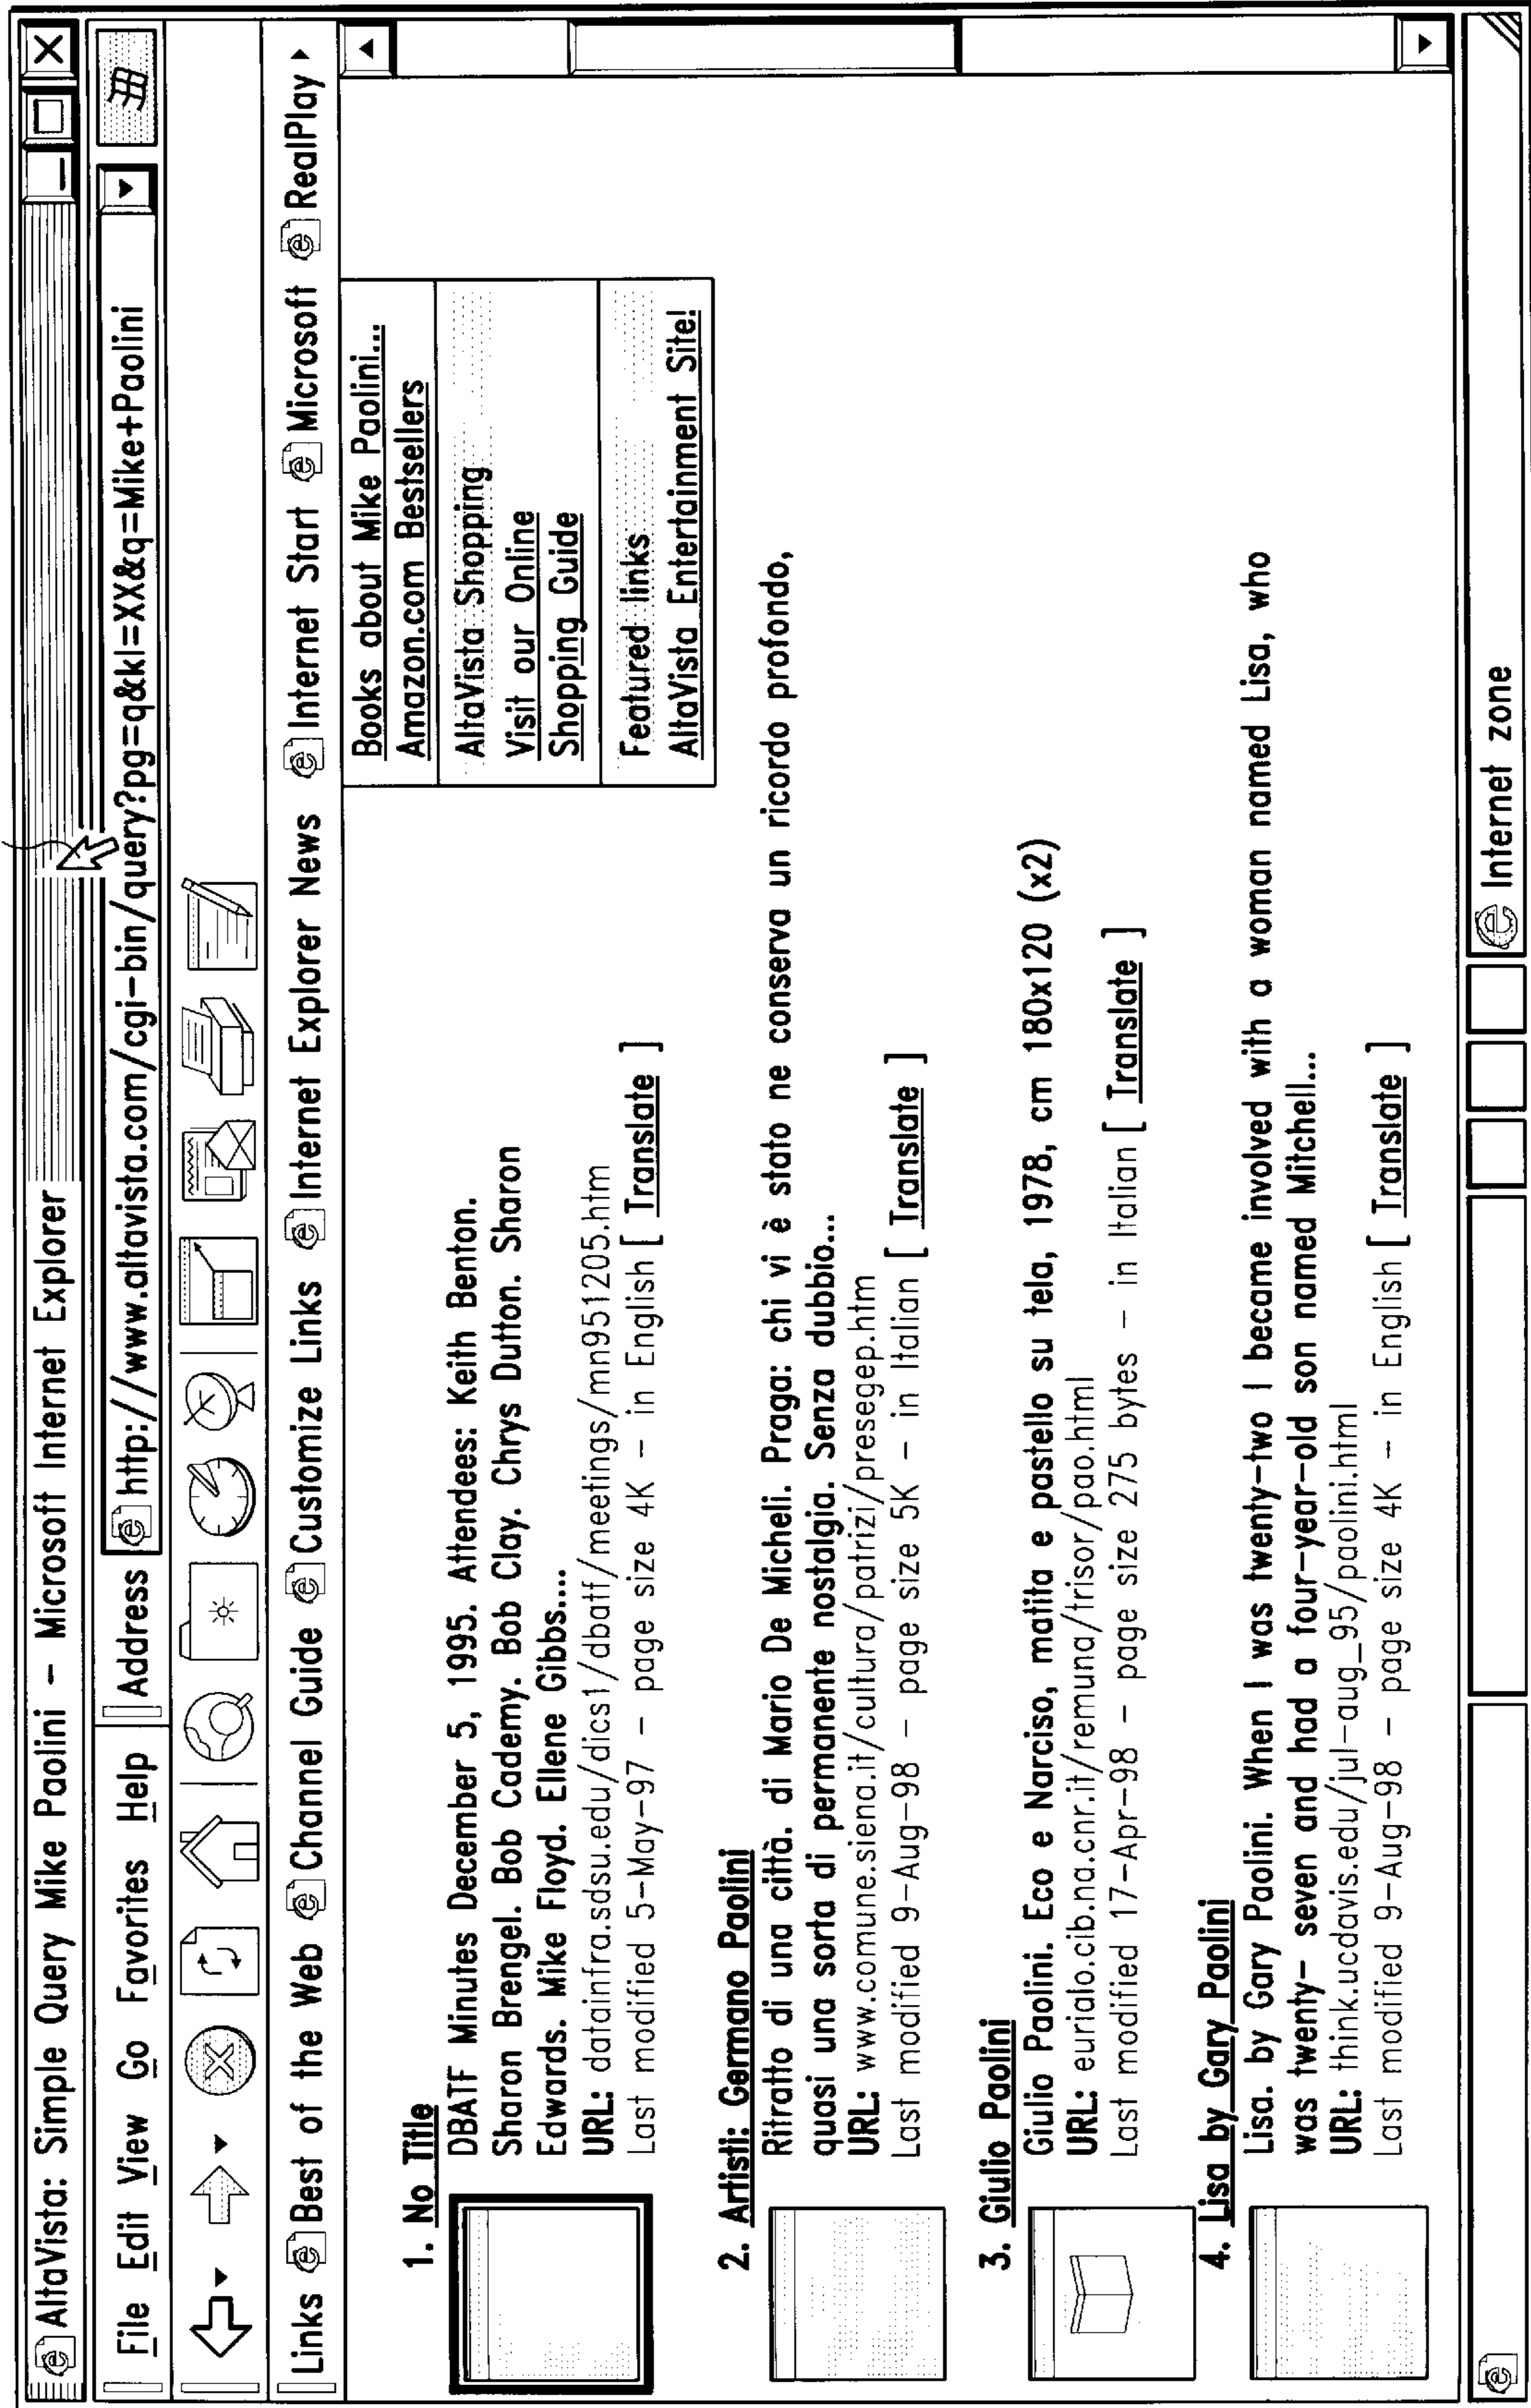 AltaVista: Simple Query Mike Paolini – Microsoft Internet Explorer
File Edit View Go Favorites Help
Address http://www.altavista.com/cgi-bin/query?pg=q&kl=XX&q=Mike+Paolini
Links Best of the Web Channel Guide Customize Links Internet Explorer News Internet Start Microsoft RealPlay
Books about Mike Paolini...
Amazon.com Bestsellers
AltaVista Shopping
Visit our Online
Shopping Guide
Featured links
AltaVista Entertainment Site!
1. No Title
DBATF Minutes December 5, 1995. Attendees: Keith Benton.
Sharon Brengel. Bob Cademy. Bob Clay. Chrys Dutton. Sharon
Edwards. Mike Floyd. Ellene Gibbs....
URL: datainfra.sdsu.edu/dics1/dbatf/meetings/mn951205.htm
Last modified 5-May-97 – page size 4K – in English [ Translate ]
2. Artisti: Germano Paolini
Ritratto di una città. di Mario De Micheli. Praga: chi vi è stato ne conserva un ricordo profondo,
quasi una sorta di permanente nostalgia. Senza dubbio...
URL: www.comune.siena.it/cultura/patrizi/presegep.htm
Last modified 9-Aug-98 – page size 5K – in Italian [ Translate ]
3. Giulio Paolini
Giulio Paolini. Eco e Narciso, matita e pastello su tela, 1978, cm 180x120 (x2)
URL: eurialo.cib.na.cnr.it/remuna/trisor/pao.html
Last modified 17-Apr-98 – page size 275 bytes – in Italian [ Translate ]
4. Lisa by Gary Paolini
Lisa. by Gary Paolini. When I was twenty-two I became involved with a woman named Lisa, who
was twenty- seven and had a four-year-old son named Mitchell...
URL: think.ucdavis.edu/jul-aug_95/paolini.html
Last modified 9-Aug-98 – page size 4K – in English [ Translate ]
Internet zone